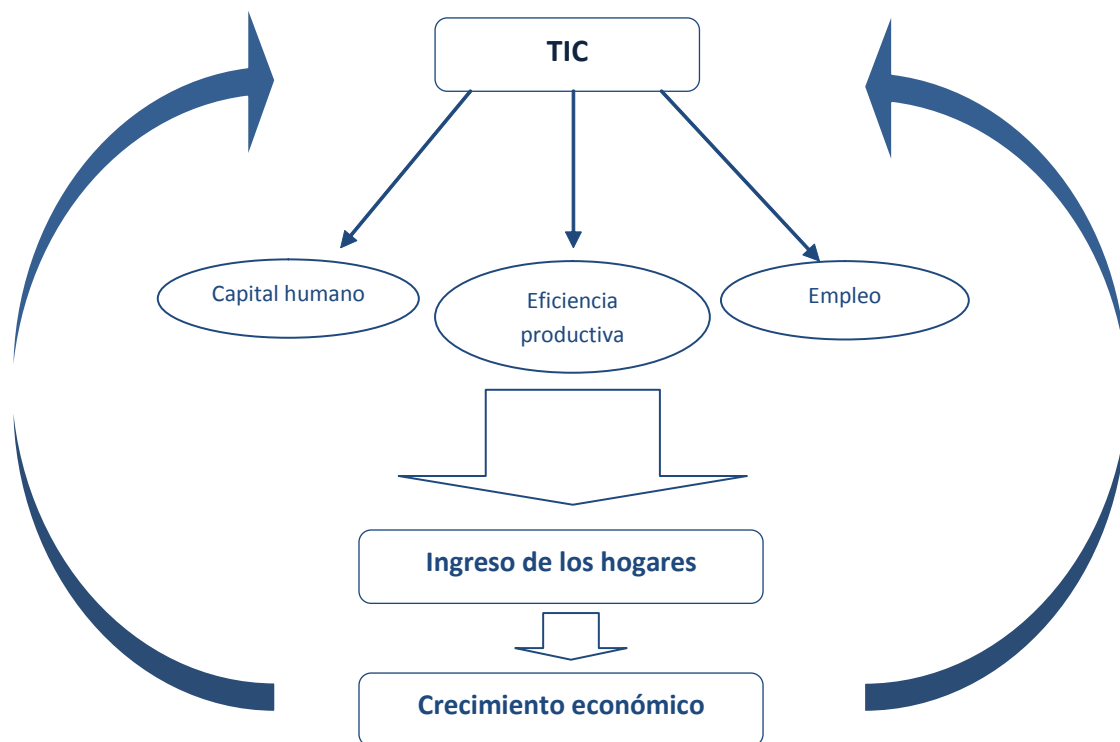 TIC
Capital humano
Eficiencia
productiva
Empleo
Ingreso de los hogares
Crecimiento económico